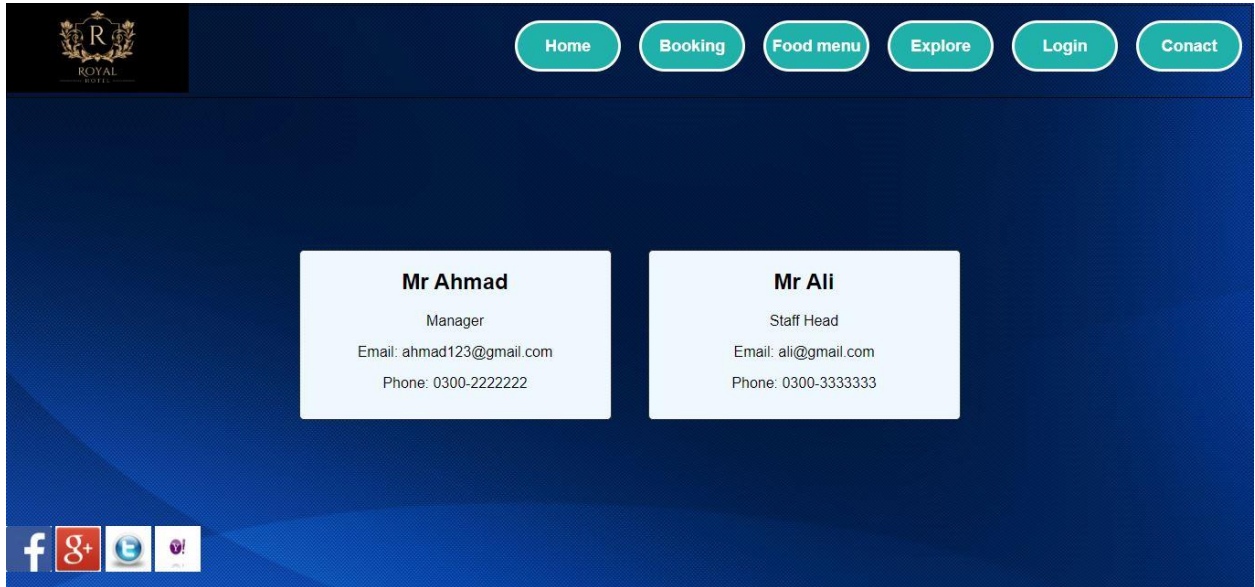 R
ROYAL
HOTEL
Home
Booking
Food menu
Explore
Login
Conact
Mr Ahmad
Manager
Email: ahmad123@gmail.com
Phone: 0300-2222222
Mr Ali
Staff Head
Email: ali@gmail.com
Phone: 0300-3333333
f
g+
t
Y!